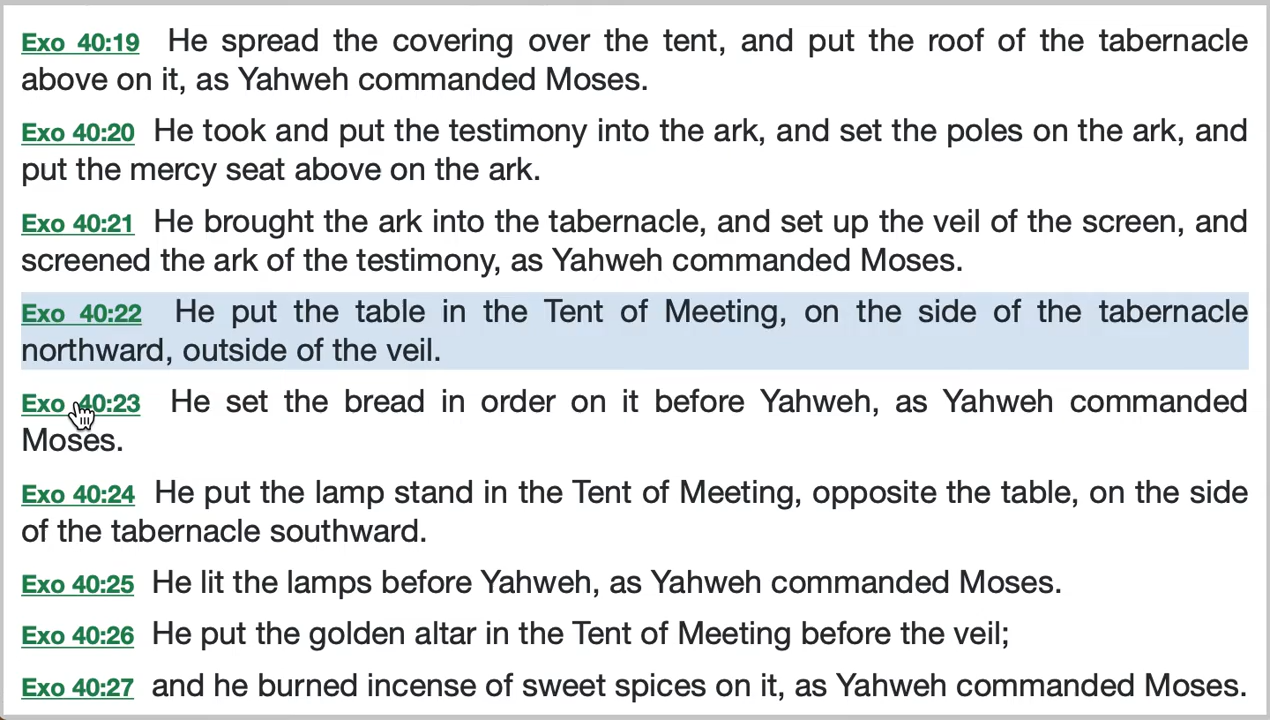 Exo 40:19 He spread the covering over the tent, and put the roof of the tabernacle
above on it, as Yahweh commanded Moses.
Exo 40:20 He took and put the testimony into the ark, and set the poles on the ark, and
put the mercy seat above on the ark.
Exo 40:21 He brought the ark into the tabernacle, and set up the veil of the screen, and
screened the ark of the testimony, as Yahweh commanded Moses.
Exo 40:22 He put the table in the Tent of Meeting, on the side of the tabernacle
northward, outside of the veil.
Exo 40:23 He set the bread in order on it before Yahweh, as Yahweh commanded
Moses.
Exo 40:24 He put the lamp stand in the Tent of Meeting, opposite the table, on the side
of the tabernacle southward.
Exo 40:25 He lit the lamps before Yahweh, as Yahweh commanded Moses.
Exo 40:26 He put the golden altar in the Tent of Meeting before the veil;
Exo 40:27 and he burned incense of sweet spices on it, as Yahweh commanded Moses.